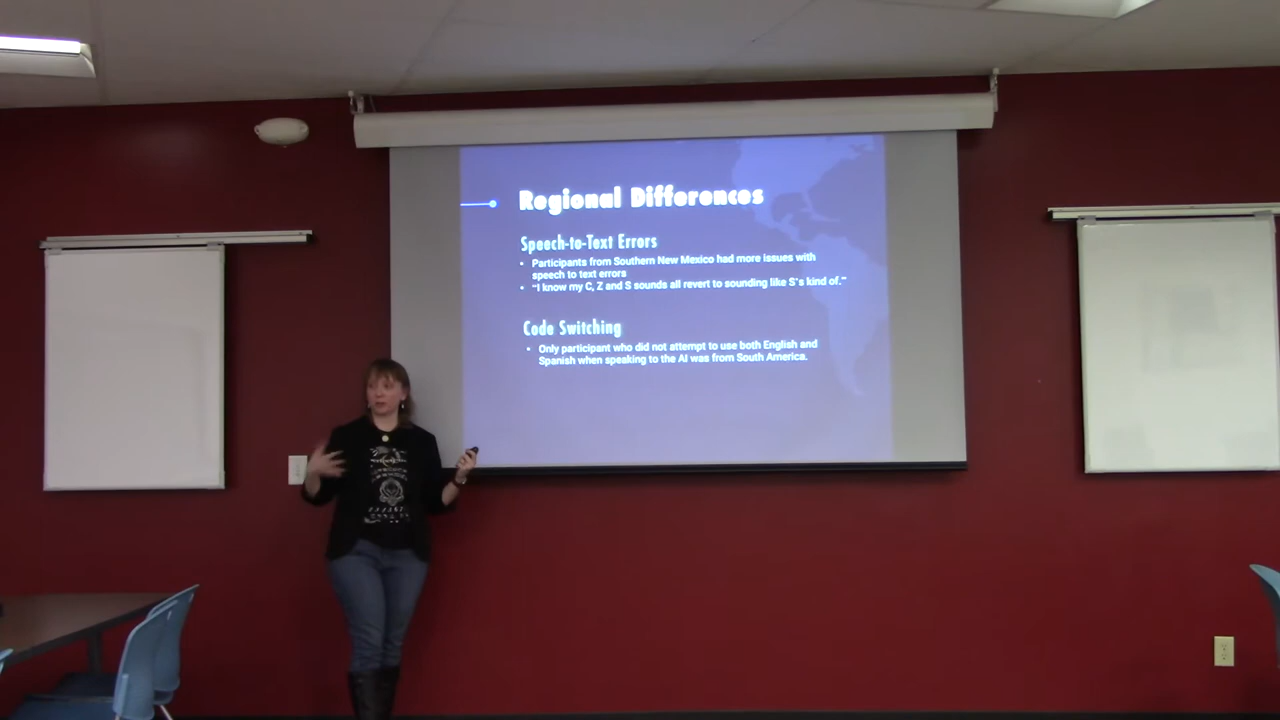 Regional Differences
Speech-to-Text Errors
• Participants from Southern New Mexico had more issues with
speech to text errors
• "I know my C, Z and S sounds all revert to sounding like S's kind of."
Code Switching
• Only participant who did not attempt to use both English and
Spanish when speaking to the AI was from South America.